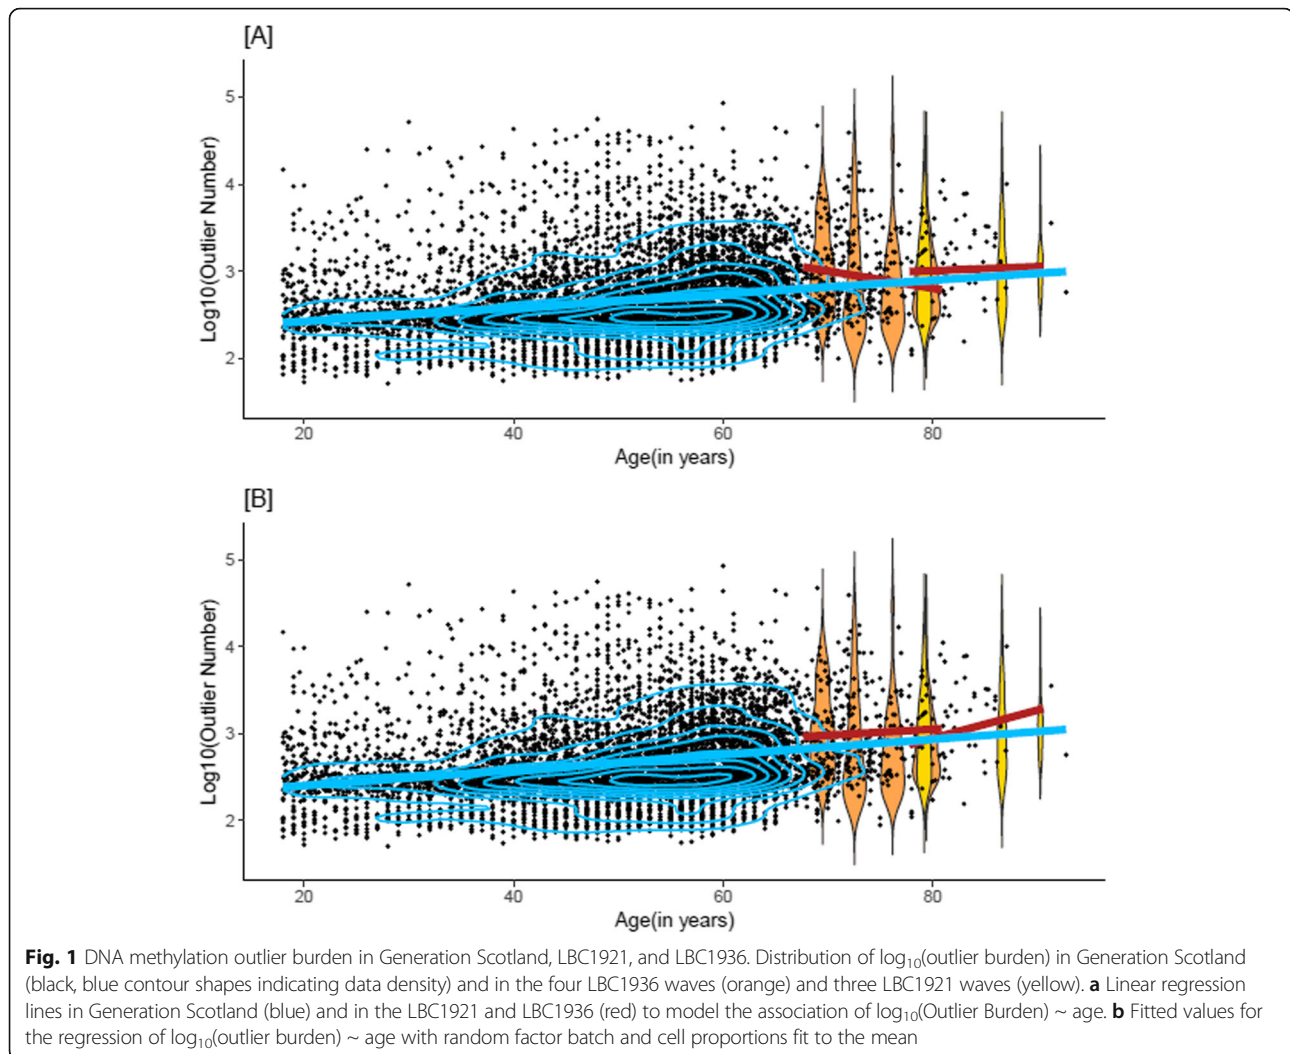 [A]
5
4
3
2
Log10(Outlier Number)
20 40 60 80
Age(in years)
[B]
5
4
3
2
Log10(Outlier Number)
20 40 60 80
Age(in years)
Fig. 1 DNA methylation outlier burden in Generation Scotland, LBC1921, and LBC1936. Distribution of log10(outlier burden) in Generation Scotland
(black, blue contour shapes indicating data density) and in the four LBC1936 waves (orange) and three LBC1921 waves (yellow). a Linear regression
lines in Generation Scotland (blue) and in the LBC1921 and LBC1936 (red) to model the association of log10(Outlier Burden) ~ age. b Fitted values for
the regression of log10(outlier burden) ~ age with random factor batch and cell proportions fit to the mean